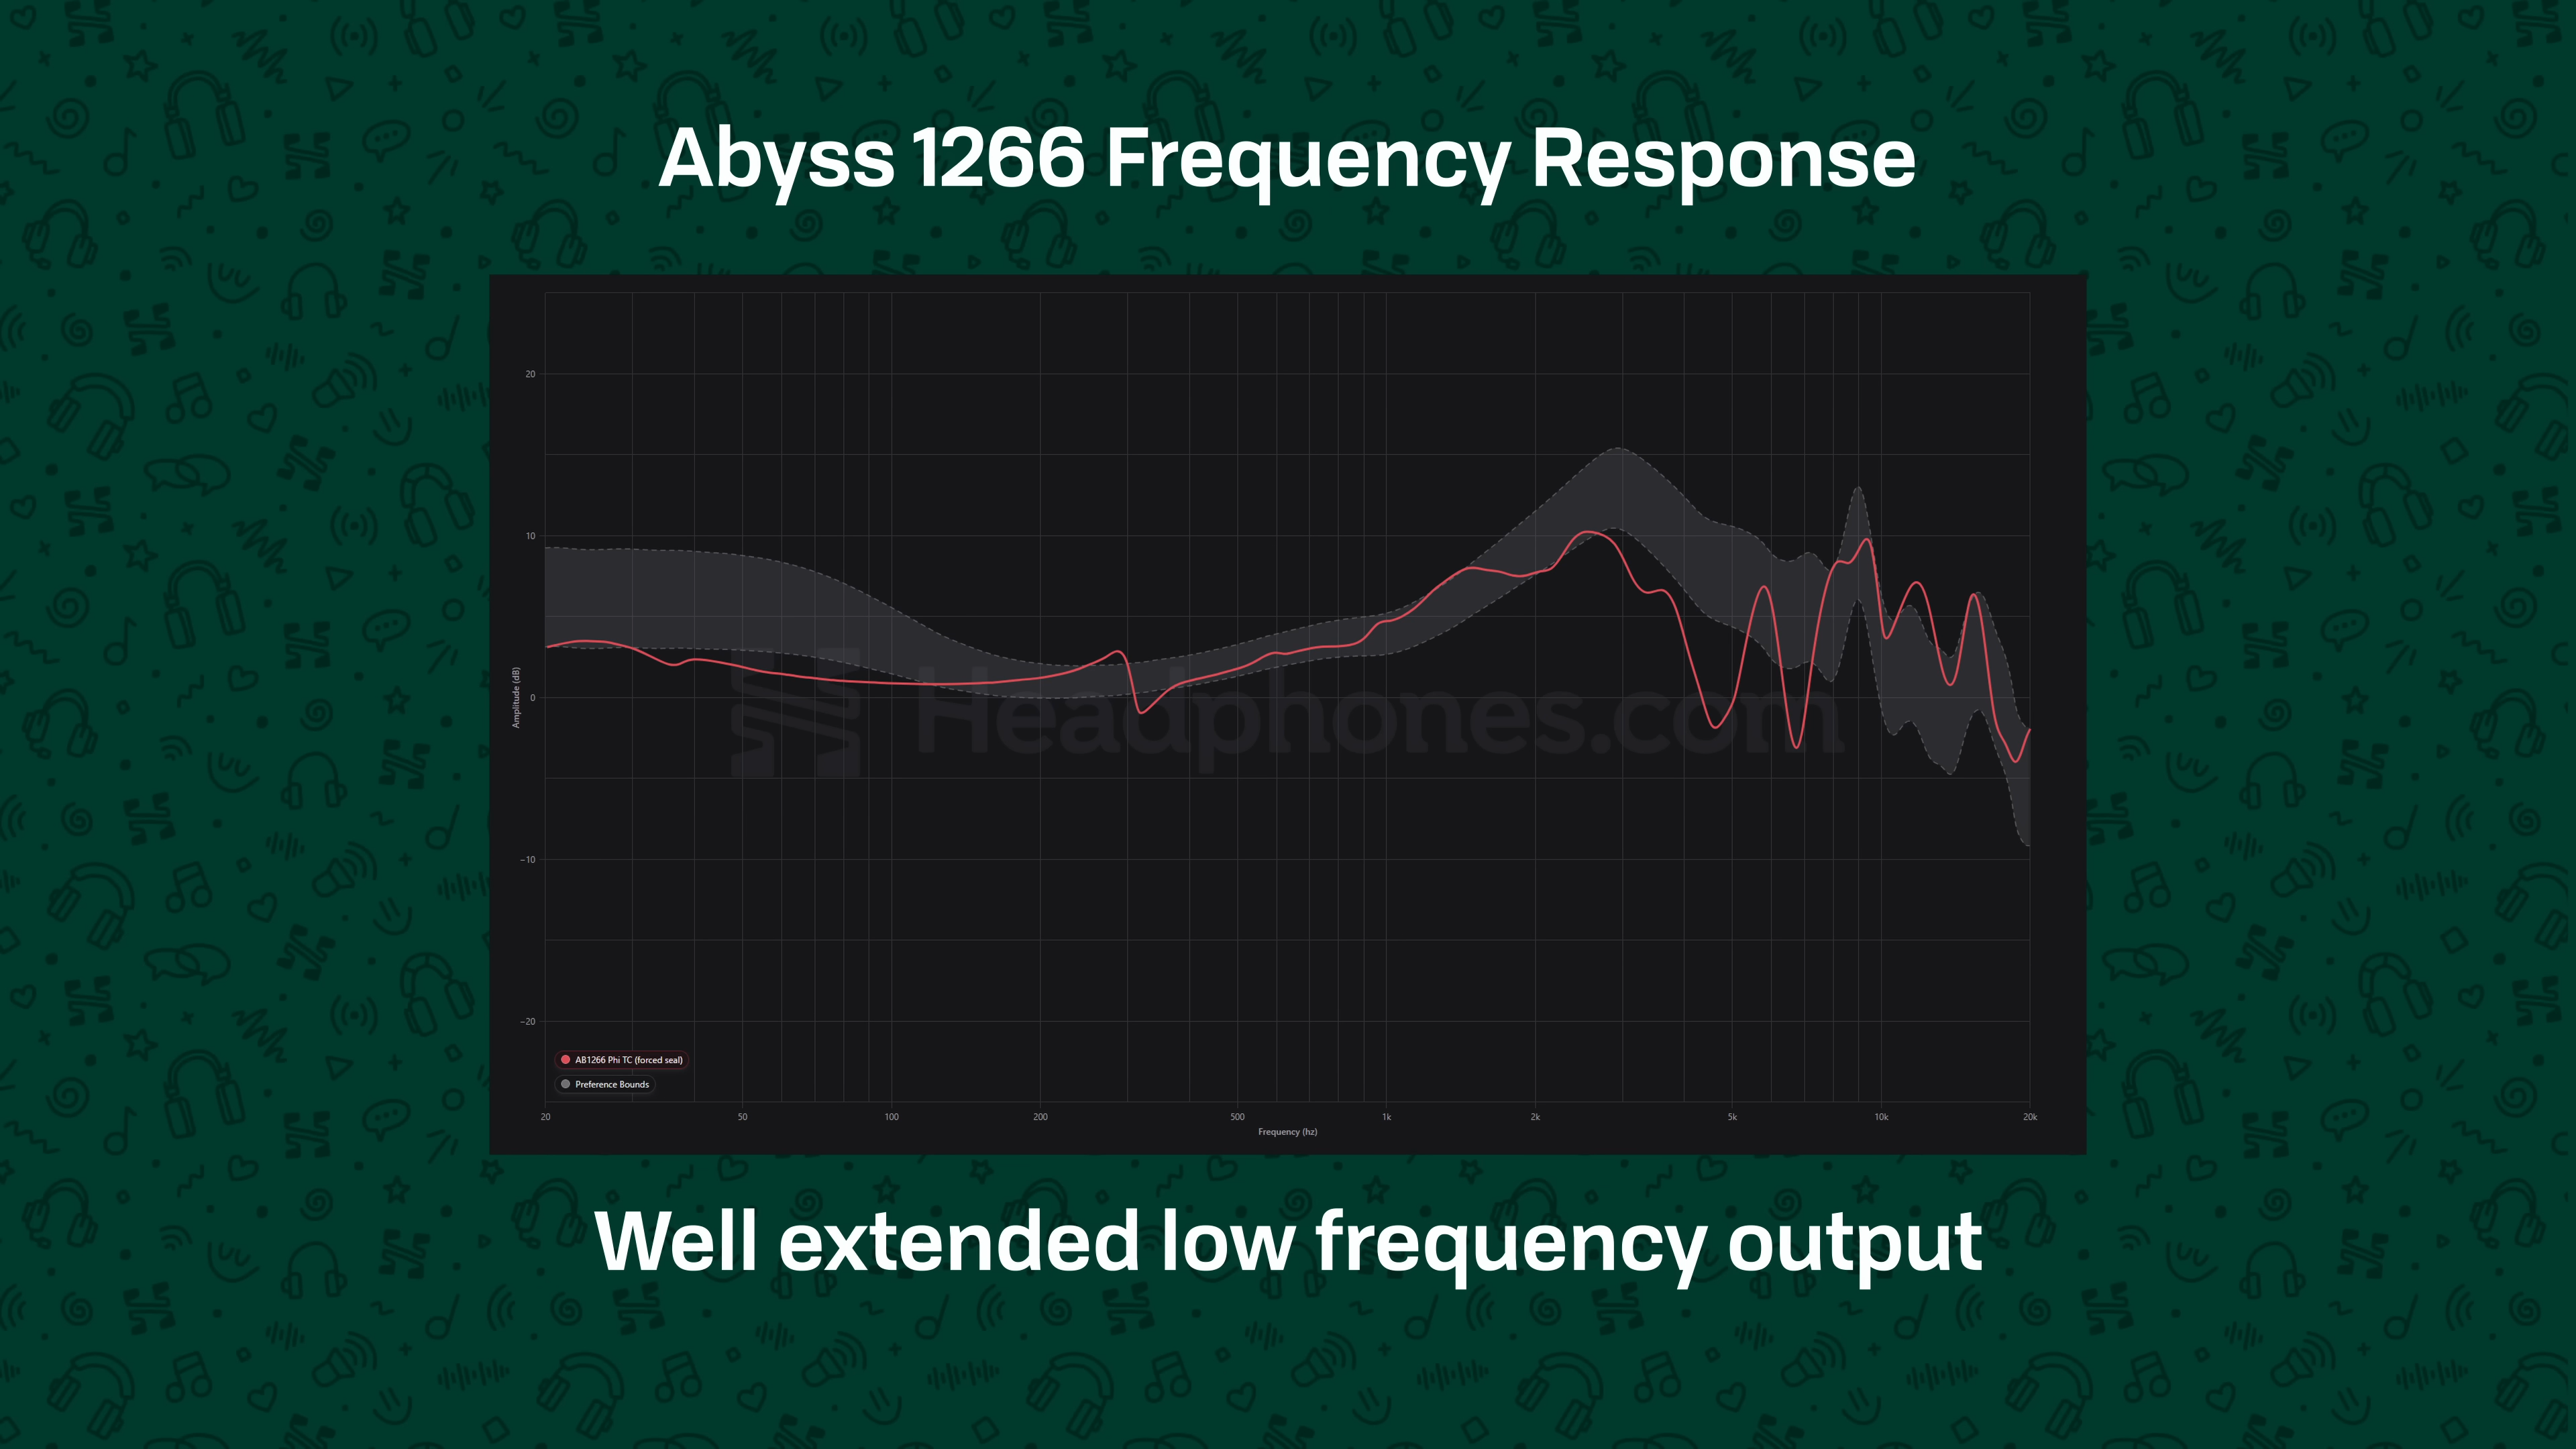 Abyss 1266 Frequency Response
20
10
0
−10
−20
Amplitude (dB)
Headphones.com
AB1266 Phi TC (forced seal)
Preference Bounds
20 50 100 200 500 1k 2k 5k 10k 20k
Frequency (hz)
Well extended low frequency output